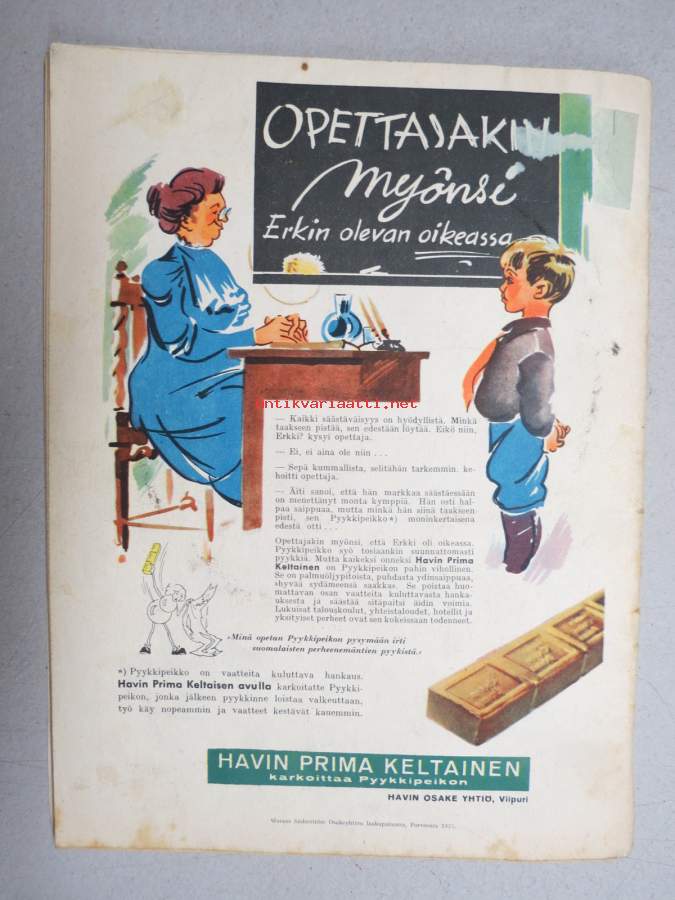 OPETTAJAKIN
myönsi
Erkin olevan oikeassa
antikvariaatti.net
— Kaikki säästäväisyys on hyödyllistä. Minkä
taakseen pistää, sen edestään löytää. Eikö niin,
Erkki? kysyi opettaja.
— Ei, ei aina ole niin . . .
— Sepä kummallista, selitähän tarkemmin, ke-
hoitti opettaja.
— Äiti sanoi, että hän markkaa säästäessään
on menettänyt monta kymppiä. Hän osti hal-
paa saippuaa, mutta minkä hän siinä taakseen
pisti, sen Pyykkipeikko*) moninkertaisena
edestä otti . . .
Opettajakin myönsi, että Erkki oli oikeassa.
Pyykkipeikko syö tosiaankin suunnattomasti
pyykkiä. Mutta kaikeksi onneksi Havin Prima
Keltainen on Pyykkipeikon pahin vihollinen.
Se on palmuöljypitoista, puhdasta ydinsaippuaa,
»hyvää sydämeensä saakka». Se poistaa huo-
mattavan osan vaatteita kuluttavasta hankauksesta
ja säästää sitäpaitsi äidin voimia.
Lukuisat talouskoulut, yhteistaloudet, hotellit ja
yksityiset perheet ovat sen kokeissaan todenneet.
»Minä opetan Pyykkipeikon pysymään irti
suomalaisten perheenemäntien pyykistä.»
*) Pyykkipeikko on vaatteita kuluttava hankaus.
Havin Prima Keltaisen avulla karkoitatte Pyykki-
peikon, jonka jälkeen pyykkinne loistaa valkeuttaan,
työ käy nopeammin ja vaatteet kestävät kauemmin.
HAVIN PRIMA KELTAINEN
karkoittaa Pyykkipeikon
HAVIN OSAKE YHTIÖ, Viipuri
Werner Söderström Osakeyhtiön laakapainossa, Porvoossa